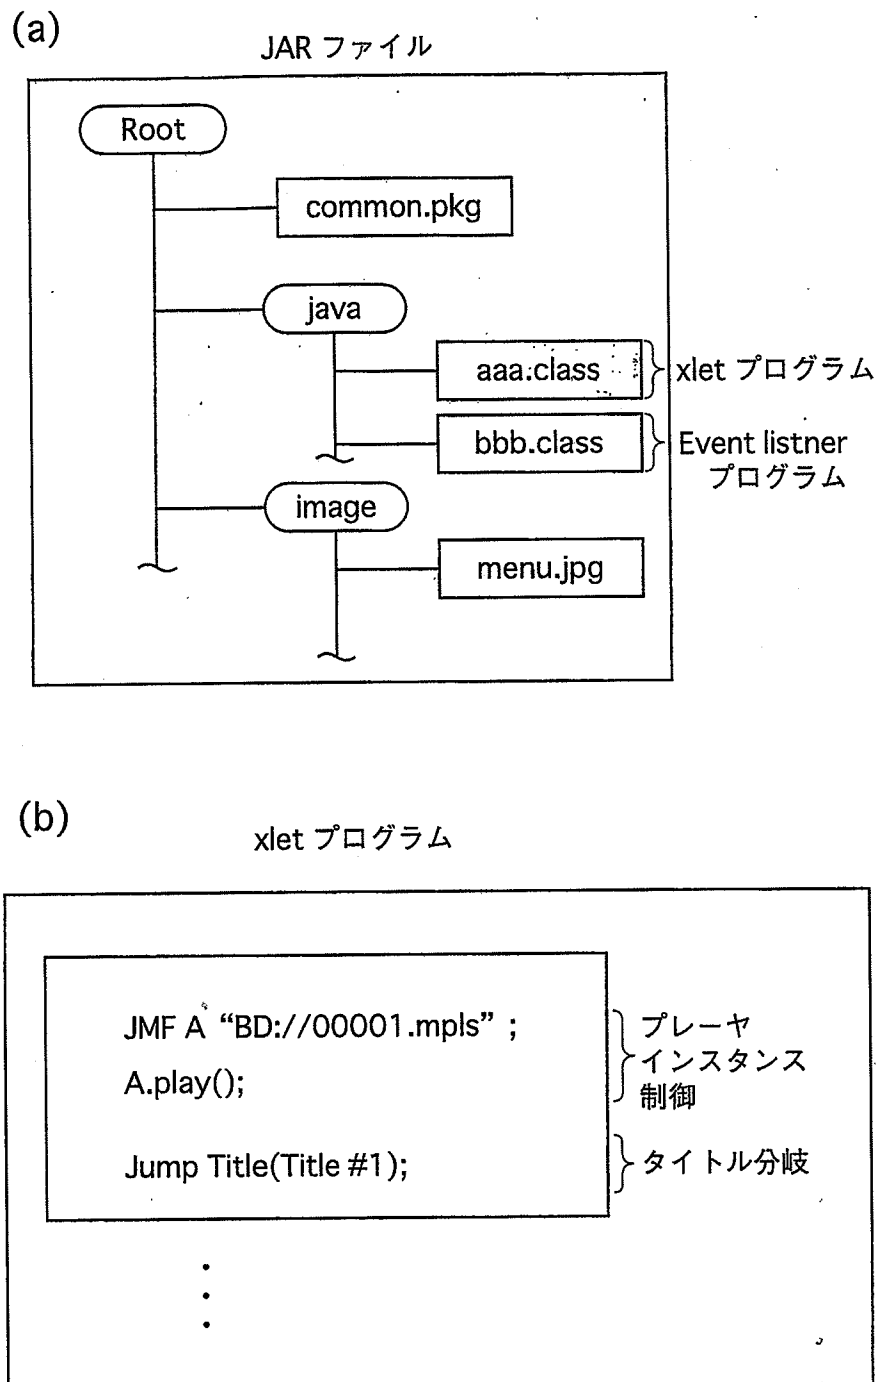 (a)
JAR ファイル
Root
common.pkg
java
aaa.class
xlet プログラム
bbb.class
Event listner
プログラム
image
menu.jpg
(b)
xlet プログラム
JMF A “BD://00001.mpls” ;
A.play();
プレーヤ
インスタンス
制御
Jump Title(Title #1);
タイトル分岐